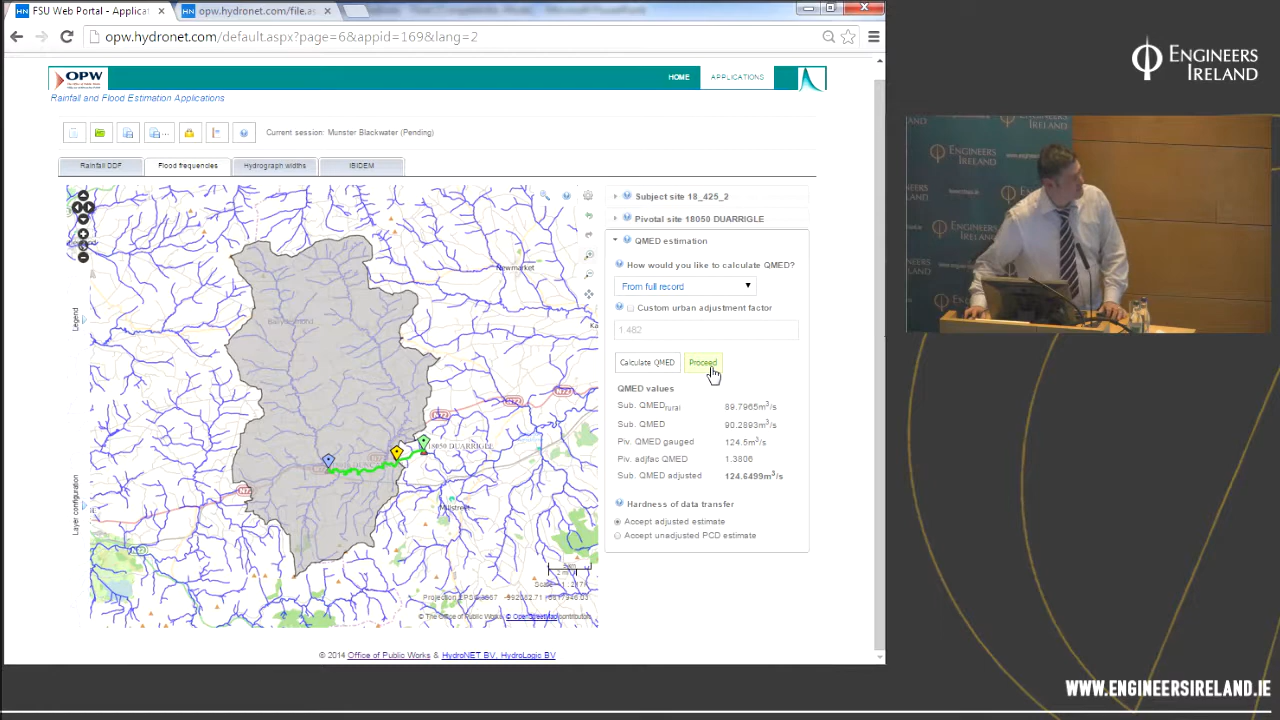 FSU Web Portal - Applicat ×
opw.hydronet.com/file.as ×
opw.hydronet.com/default.aspx?page=6&appid=169&lang=2
OPW
HOME
APPLICATIONS
Rainfall and Flood Estimation Applications
Current session: Munster Blackwater (Pending)
Rainfall DDF
Flood frequencies
Hydrograph widths
IBIDEM
Subject site 18_425_2
Pivotal site 18050 DUARRIGLE
QMED estimation
How would you like to calculate QMED?
From full record
Custom urban adjustment factor
1.482
Calculate QMED
Proceed
QMED values
Sub. QMEDrural 89.7965m³/s
Sub. QMED 90.2893m³/s
Piv. QMED gauged 124.5m³/s
Piv. adjfac QMED 1.3806
Sub. QMED adjusted 124.6499m³/s
Hardness of data transfer
Accept adjusted estimate
Accept unadjusted PCD estimate
Legend
Layer configuration
Newmarket
Ballydesmond
18050 DUARRIGLE
Millstreet
© The Office of Public Works © OpenStreetMap contributors
© 2014 Office of Public Works & HydroNET BV, HydroLogic BV
ENGINEERS
IRELAND
ENGINEERS
IRELAND
WWW.ENGINEERSIRELAND.IE